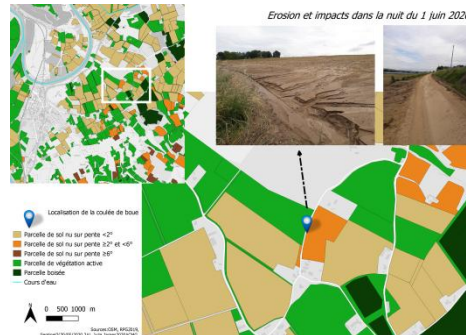 Erosion et impacts dans la nuit du 1 juin 2020
Localisation de la coulée de boue
Parcelle de sol nu sur pente <2°
Parcelle de sol nu sur pente ≥2° et <6°
Parcelle de sol nu sur pente ≥6°
Parcelle de végétation active
Parcelle boisée
Cours d'eau
N
0 500 1000 m